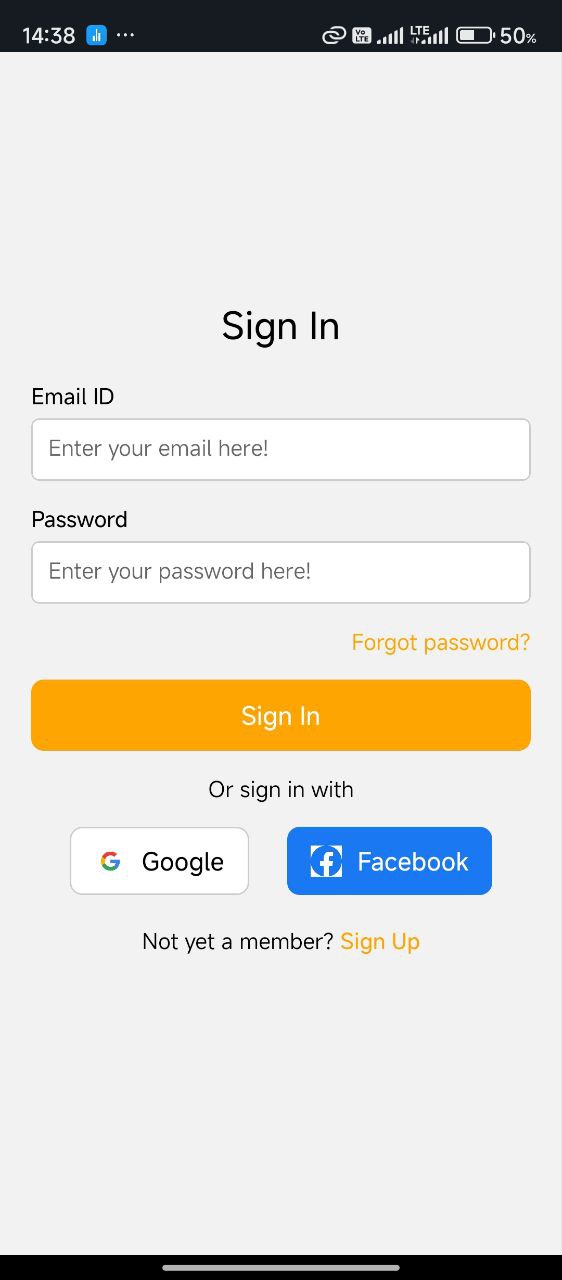 14:38 ... Vo LTE LTE 50%
Sign In
Email ID
Enter your email here!
Password
Enter your password here!
Forgot password?
Sign In
Or sign in with
Google Facebook
Not yet a member? Sign Up